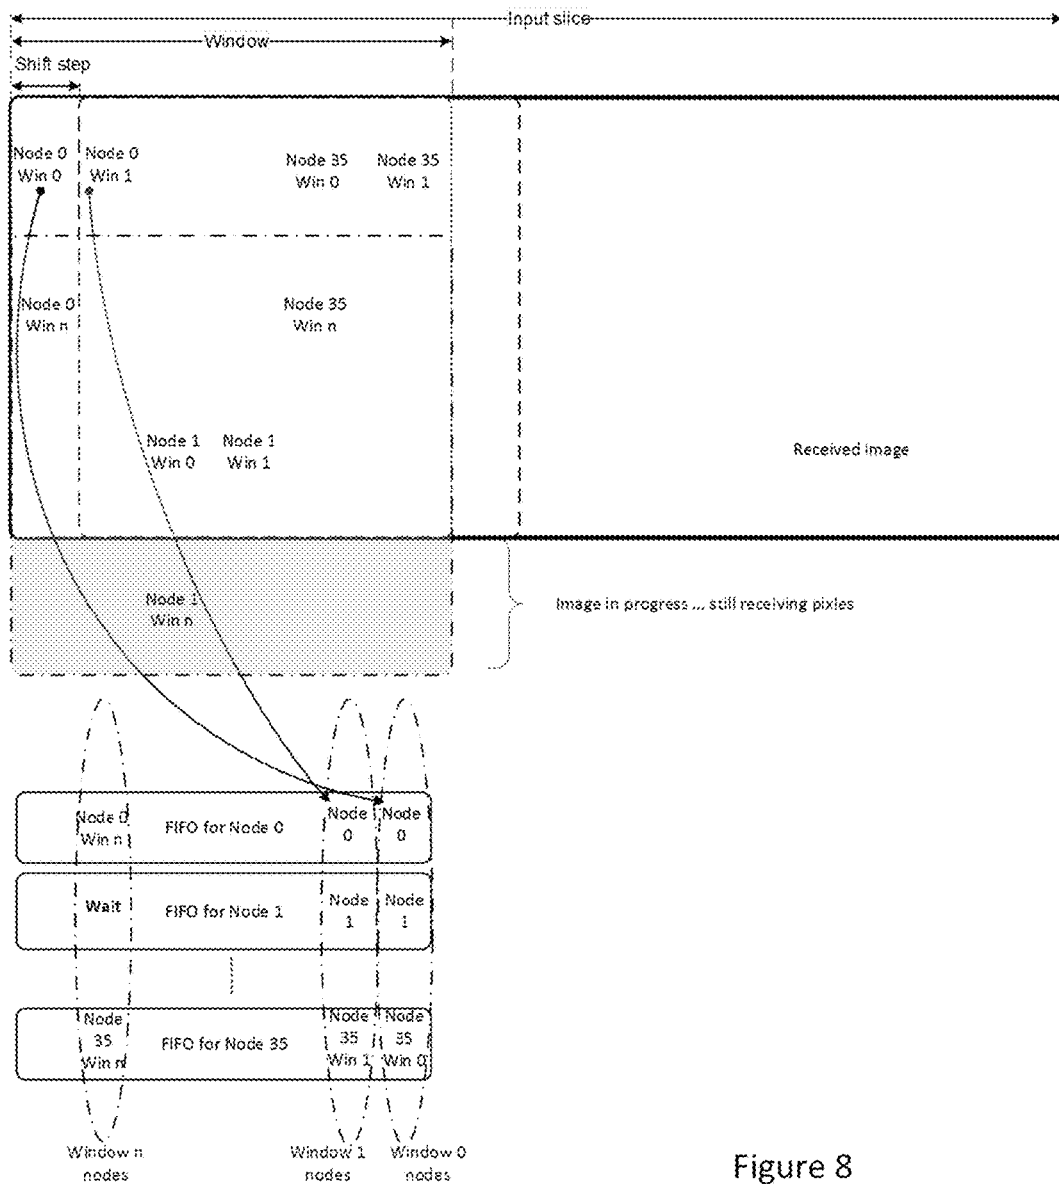 Input slice
Window
Shift step
Node 0
Win 0
Node 0
Win 1
Node 35
Win 0
Node 35
Win 1
Node 0
Win n
Node 35
Win n
Node 1
Win 0
Node 1
Win 1
Received image
Node 1
Win n
Image in progress ... still receiving pixles
Node 0
Win n
FIFO for Node 0
Node
0
Node
0
Wait
FIFO for Node 1
Node
1
Node
1
Node
35
Win n
FIFO for Node 35
Node
35
Win 1
Node
35
Win 0
Window n
nodes
Window 1
nodes
Window 0
nodes
Figure 8